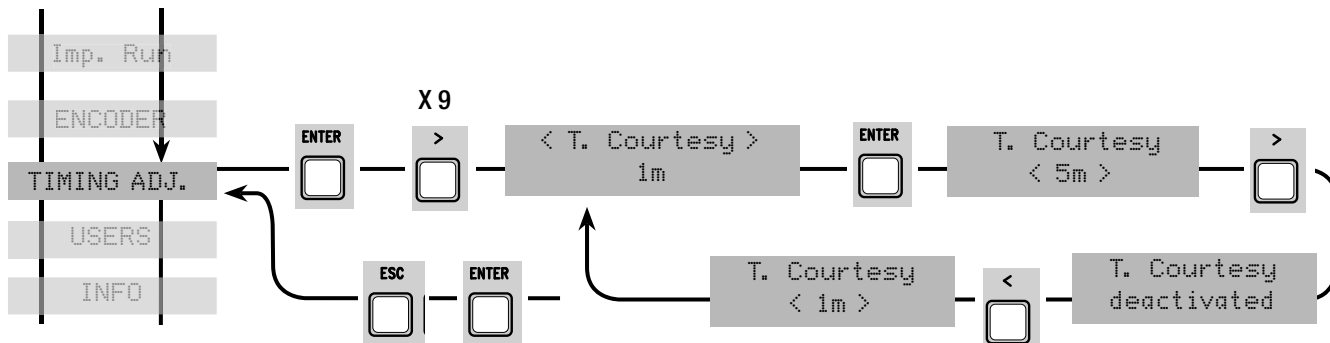 Imp. Run
ENCODER
TIMING ADJ.
USERS
INFO
ENTER
X 9
>
< T. Courtesy >
1m
ENTER
T. Courtesy
< 5m >
>
T. Courtesy
deactivated
<
T. Courtesy
< 1m >
ENTER
ESC